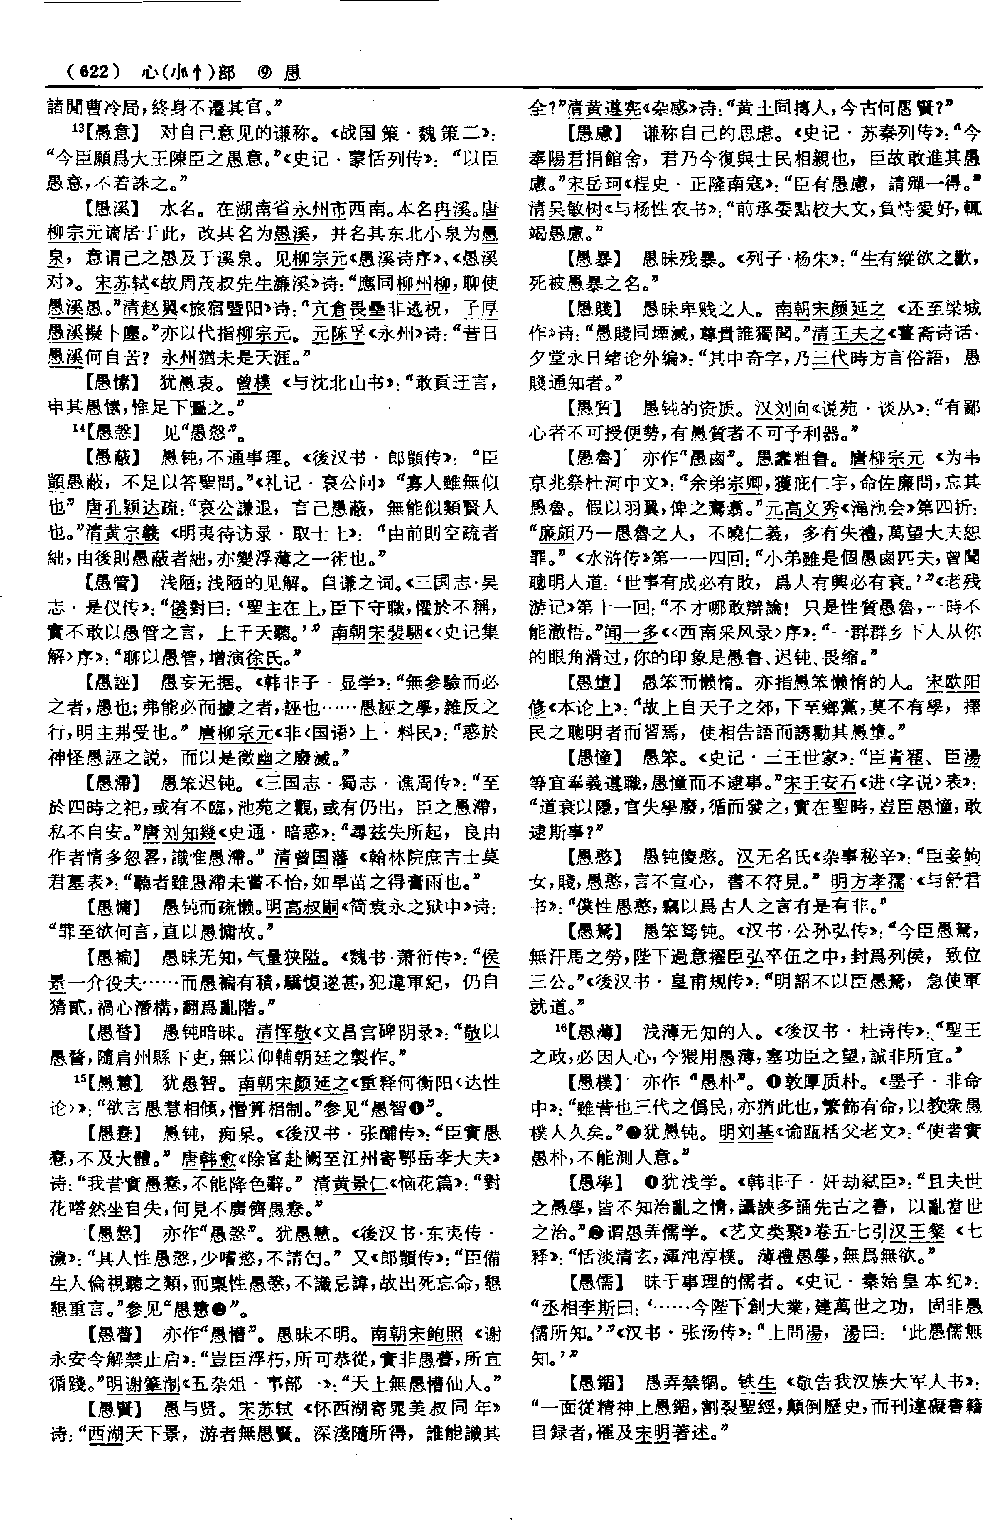 （622） 心(小忄)部 ⑨ 愚
諸聞曹冷局，終身不遷其官。”
13【愚意】 对自己意见的谦称。《战国策·魏策二》：
“今臣願爲大王陳臣之愚意。”《史记·蒙恬列传》：“以臣
愚意，不若誅之。”
【愚溪】 水名。在湖南省永州市西南。本名冉溪。唐
柳宗元谪居于此，改其名为愚溪，并名其东北小泉为愚
泉，意谓己之愚及于溪泉。见柳宗元《愚溪诗序》、《愚溪
对》。宋苏轼《故周茂叔先生濂溪》诗：“應同柳州柳，聊使
愚溪愚。”清赵翼《旅宿暨阳》诗：“亢倉畏壘非逃祝，子厚
愚溪擬卜廛。”亦以代指柳宗元。元陈孚《永州》诗：“昔日
愚溪何自苦？永州猶未是天涯。”
【愚愫】 犹愚衷。曾樸《与沈北山书》：“敢貢迂言，
申其愚愫，惟足下鑒之。”
14【愚愨】 见“愚慤”。
【愚蔽】 愚钝，不通事理。《後汉书·郎顗传》：“臣
顗愚蔽，不足以答聖問。”《礼记·哀公问》“寡人雖無似
也” 唐孔颖达疏：“哀公謙退，言己愚蔽，無能似類賢人
也。”清黄宗羲《明夷待访录·取士上》：“由前則空疏者
絀，由後則愚蔽者絀，亦變浮薄之一術也。”
【愚管】 浅陋；浅陋的见解。自谦之词。《三国志·吴
志·是仪传》：“儀對曰：‘聖主在上，臣下守職，懼於不稱，
實不敢以愚管之言，上干天聽。’” 南朝宋裴駰《〈史记集
解〉序》：“聊以愚管，增演徐氏。”
【愚誣】 愚妄无据。《韩非子·显学》：“無參驗而必
之者，愚也；弗能必而據之者，誣也……愚誣之學，雜反之
行，明主弗受也。” 唐柳宗元《非〈国语〉上·料民》：“惑於
神怪愚誣之説，而以是徵幽之廢滅。”
【愚滯】 愚笨迟钝。《三国志·蜀志·谯周传》：“至
於四時之祀，或有不臨，池苑之觀，或有仍出，臣之愚滯，
私不自安。”唐刘知幾《史通·暗惑》：“尋兹失所起，良由
作者情多忽畧，識惟愚滯。” 清曾国藩《翰林院庶吉士莫
君墓表》：“聽者雖愚滯未嘗不怡，如旱苗之得膏雨也。”
【愚慵】 愚钝而疏懒。明高叔嗣《简袁永之狱中》诗：
“罪至欲何言，直以愚慵故。”
【愚褊】 愚昧无知，气量狭隘。《魏书·萧衍传》：“侯
景一介役夫……而愚褊有積，驕愎遂甚，犯違軍紀，仍自
猜貳，禍心潛構，翻爲亂階。”
【愚瞀】 愚钝暗昧。清恽敬《文昌宫碑阴录》：“敬以
愚瞀，隨肩州縣下吏，無以仰輔朝廷之製作。”
15【愚慧】 犹愚智。南朝宋颜延之《重释何衡阳〈达性
论〉》：“欲言愚慧相傾，惛算相制。”参见“愚智❶”。
【愚惷】 愚钝，痴呆。《後汉书·张酺传》：“臣實愚
惷，不及大體。” 唐韩愈《除官赴阙至江州寄鄂岳李大夫》
诗：“我昔實愚惷，不能降色辭。” 清黄景仁《恼花篇》：“對
花嗒然坐自失，何見不廣儕愚惷。”
【愚慤】 亦作“愚愨”。犹愚戆。《後汉书·东夷传·
濊》：“其人性愚慤，少嗜慾，不請匄。” 又《郎顗传》：“臣備
生人倫視聽之類，而稟性愚慤，不識忌諱，故出死忘命，懇
懇重言。”参见“愚戇❷”。
【愚瞢】 亦作“愚懵”。愚昧不明。南朝宋鲍照《谢
永安令解禁止启》：“豈臣浮朽，所可恭從，實非愚瞢，所宜
循踐。”明谢肇淛《五杂俎·事部一》：“天上無愚懵仙人。”
【愚賢】 愚与贤。宋苏轼《怀西湖寄晁美叔同年》
诗：“西湖天下景，游者無愚賢。深淺隨所得，誰能識其
全？”清黄遵宪《杂感》诗：“黄土同摶人，今古何愚賢？”
【愚慮】 谦称自己的思虑。《史记·苏秦列传》：“今
奉陽君捐館舍，君乃今復與士民相親也，臣故敢進其愚
慮。”宋岳珂《桯史·正隆南寇》：“臣有愚慮，請殫一得。”
清吴敏树《与杨性农书》：“前承委點校大文，負恃愛好，輒
竭愚慮。”
【愚暴】 愚昧残暴。《列子·杨朱》：“生有縱欲之歡，
死被愚暴之名。”
【愚賤】 愚昧卑贱之人。南朝宋颜延之《还至梁城
作》诗：“愚賤同堙滅，尊貴誰獨聞。”清王夫之《薑斋诗话·
夕堂永日绪论外编》：“其中奇字，乃三代時方言俗語，愚
賤通知者。”
【愚質】 愚钝的资质。汉刘向《说苑·谈丛》：“有鄙
心者不可授便勢，有愚質者不可予利器。”
【愚魯】 亦作“愚鹵”。愚蠢粗鲁。唐柳宗元《为韦
京兆祭杜河中文》：“余弟宗卿，獲庇仁宇，命佐廉問，忘其
愚魯。假以羽翼，俾之騫翥。”元高文秀《渑池会》第四折：
“廉頗乃一愚魯之人，不曉仁義，多有失禮，萬望大夫恕
罪。”《水浒传》第一一四回：“小弟雖是個愚鹵匹夫，曾聞
聰明人道：‘世事有成必有敗，爲人有興必有衰。’”《老残
游记》第十一回：“不才哪敢辯論！只是性質愚魯，一時不
能澈悟。”闻一多《〈西南采风录〉序》：“一群群乡下人从你
的眼角滑过，你的印象是愚鲁、迟钝、畏缩。”
【愚墮】 愚笨而懒惰。亦指愚笨懒惰的人。宋欧阳
修《本论上》：“故上自天子之郊，下至鄉黨，莫不有學，擇
民之聰明者而習焉，使相告語而誘勸其愚墮。”
【愚憧】 愚笨。《史记·三王世家》：“臣青翟、臣湯
等宜奉義遵職，愚憧而不逮事。”宋王安石《进〈字说〉表》：
“道衰以隱，官失學廢，循而發之，實在聖時，豈臣愚憧，敢
逮斯事？”
【愚憨】 愚钝傻憨。汉无名氏《杂事秘辛》：“臣妾姁
女，賤，愚憨，言不宣心，書不符見。” 明方孝孺《与舒君
书》：“僕性愚憨，竊以爲古人之言有是有非。”
【愚駑】 愚笨驽钝。《汉书·公孙弘传》：“今臣愚駑，
無汗馬之勞，陛下過意擢臣弘卒伍之中，封爲列侯，致位
三公。”《後汉书·皇甫规传》：“明詔不以臣愚駑，急使軍
就道。”
16【愚薄】 浅薄无知的人。《後汉书·杜诗传》：“聖王
之政，必因人心，今猥用愚薄，塞功臣之望，誠非所宜。”
【愚樸】 亦作“愚朴”。❶敦厚质朴。《墨子·非命
中》：“雖昔也三代之僞民，亦猶此也，繁飾有命，以教衆愚
樸人久矣。”❷犹愚钝。明刘基《谕瓯括父老文》：“使者實
愚朴，不能測人意。”
【愚學】 ❶犹浅学。《韩非子·奸劫弑臣》：“且夫世
之愚學，皆不知治亂之情，讘䛟多誦先古之書，以亂當世
之治。”❷谓愚弄儒学。《艺文类聚》卷五七引汉王粲《七
释》：“恬淡清玄，渾沌淳樸。薄禮愚學，無爲無欲。”
【愚儒】 昧于事理的儒者。《史记·秦始皇本纪》：
“丞相李斯曰：‘……今陛下創大業，建萬世之功，固非愚
儒所知。’”《汉书·张汤传》：“上問湯，湯曰：‘此愚儒無
知。’”
【愚錮】 愚弄禁锢。铁生《敬告我汉族大军人书》：
“一面從精神上愚錮，割裂聖經，顛倒歷史，而刊違礙書籍
目録者，罹及宋明著述。”